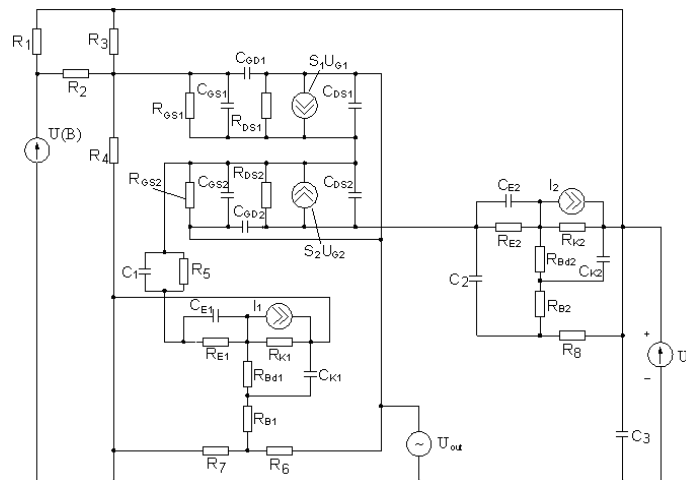 R1
R3
R2
CGD1
S1UG1
CGS1
CDS1
RGS1
RDS1
U(B)
R4
RGS2
CGS2
RDS2
CDS2
CGD2
S2UG2
CE2
I2
RE2
RK2
C1
R5
RBd2
CK2
C2
RB2
CE1
I1
R8
RE1
RK1
U
+
−
RBd1
CK1
RB1
Uout
C3
R7
R6